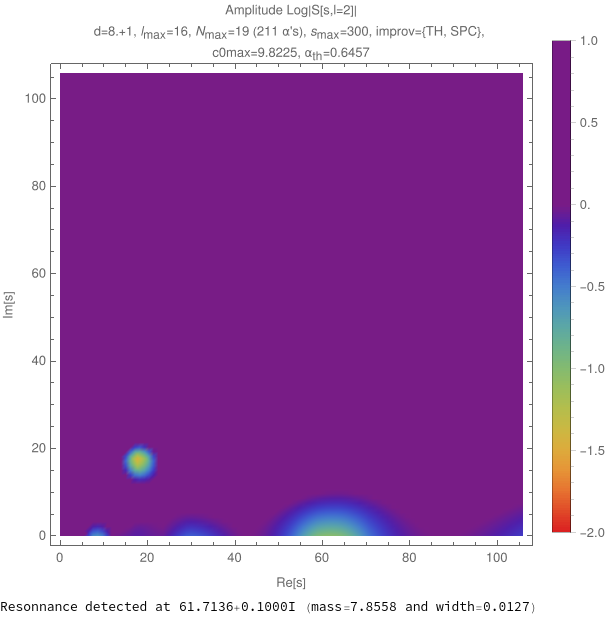 Amplitude Log|S[s,l=2]|
d=8.+1, lmax=16, Nmax=19 (211 α's), smax=300, improv={TH, SPC},
c0max=9.8225, αth=0.6457
100
80
60
40
20
0
Im[s]
0 20 40 60 80 100
Re[s]
1.0
0.5
0.
-0.5
-1.0
-1.5
-2.0
Resonnance detected at 61.7136+0.1000I (mass=7.8558 and width=0.0127)